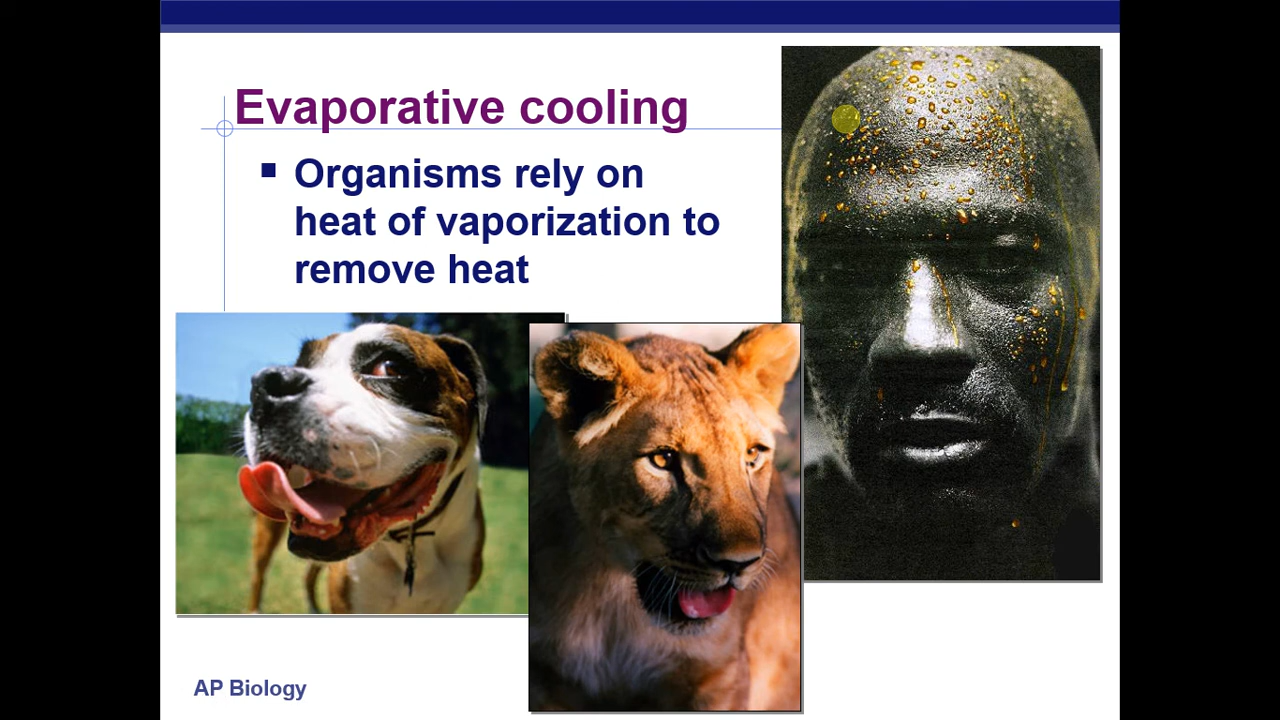 Evaporative cooling
Organisms rely on
heat of vaporization to
remove heat
AP Biology